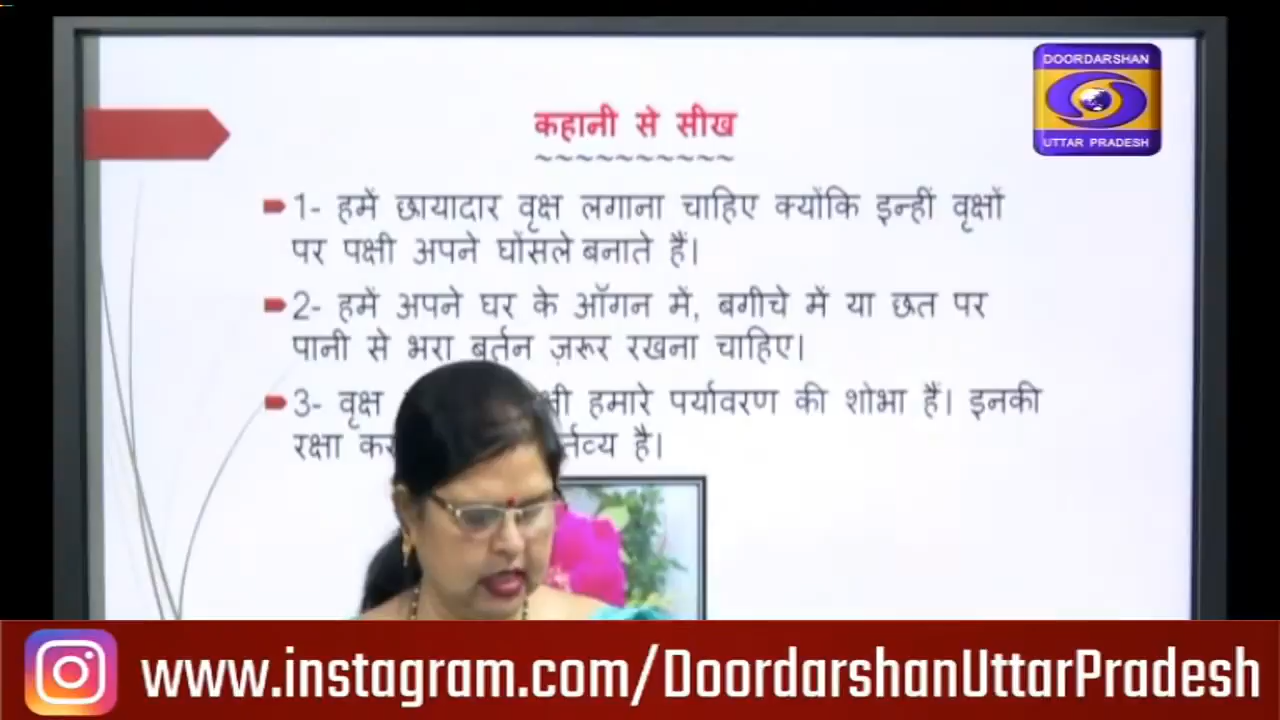 DOORDARSHAN
UTTAR PRADESH
कहानी से सीख
~~~~~~~~~~
1- हमें छायादार वृक्ष लगाना चाहिए क्योंकि इन्हीं वृक्षों
पर पक्षी अपने घोंसले बनाते हैं।
2- हमें अपने घर के ऑगन में, बगीचे में या छत पर
पानी से भरा बर्तन ज़रूर रखना चाहिए।
3- वृक्ष हमारे पर्यावरण की शोभा हैं। इनकी
रक्षा है।
www.instagram.com/DoordarshanUttarPradesh